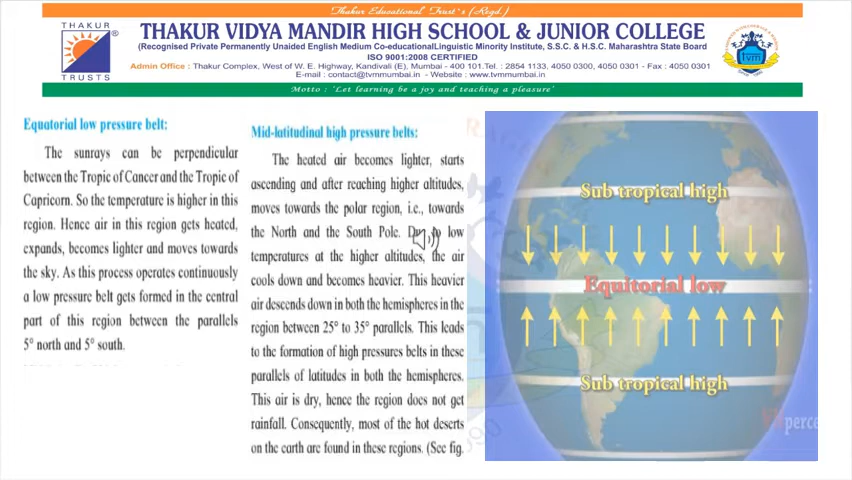 Thakur Educational Trust's (Regd.)
THAKUR
TRUSTS
®
THAKUR VIDYA MANDIR HIGH SCHOOL & JUNIOR COLLEGE
(Recognised Private Permanently Unaided English Medium Co-educationalLinguistic Minority Institute, S.S.C. & H.S.C. Maharashtra State Board
ISO 9001:2008 CERTIFIED
Admin Office : Thakur Complex, West of W. E. Highway, Kandivali (E), Mumbai - 400 101.Tel. : 2854 1133, 4050 0300, 4050 0301 - Fax : 4050 0301
E-mail : contact@tvmmumbai.in - Website : www.tvmmumbai.in
tvm
Motto : 'Let learning be a joy and teaching a pleasure'
Equatorial low pressure belt:
The sunrays can be perpendicular
between the Tropic of Cancer and the Tropic of
Capricorn. So the temperature is higher in this
region. Hence air in this region gets heated,
expands, becomes lighter and moves towards
the sky. As this process operates continuously
a low pressure belt gets formed in the central
part of this region between the parallels
5° north and 5° south.
Mid-latitudinal high pressure belts:
The heated air becomes lighter, starts
ascending and after reaching higher altitudes,
moves towards the polar region, i.e., towards
the North and the South Pole. to low
temperatures at the higher altitudes, the air
cools down and becomes heavier. This heavier
air descends down in both the hemispheres in the
region between 25° to 35° parallels. This leads
to the formation of high pressures belts in these
parallels of latitudes in both the hemispheres.
This air is dry, hence the region does not get
rainfall. Consequently, most of the hot deserts
on the earth are found in these regions. (See fig.
Sub tropical high
Equitorial low
Sub tropical high